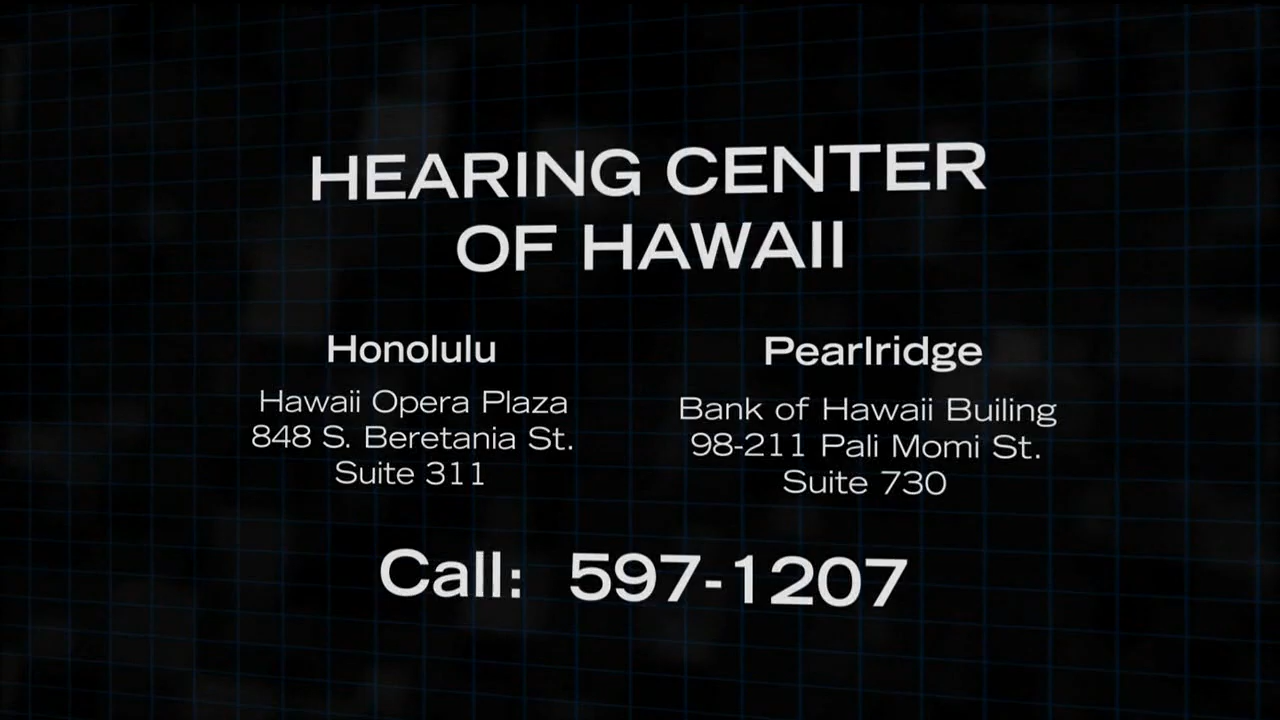 HEARING CENTER
OF HAWAII
Honolulu
Hawaii Opera Plaza
848 S. Beretania St.
Suite 311
Pearlridge
Bank of Hawaii Builing
98-211 Pali Momi St.
Suite 730
Call: 597-1207